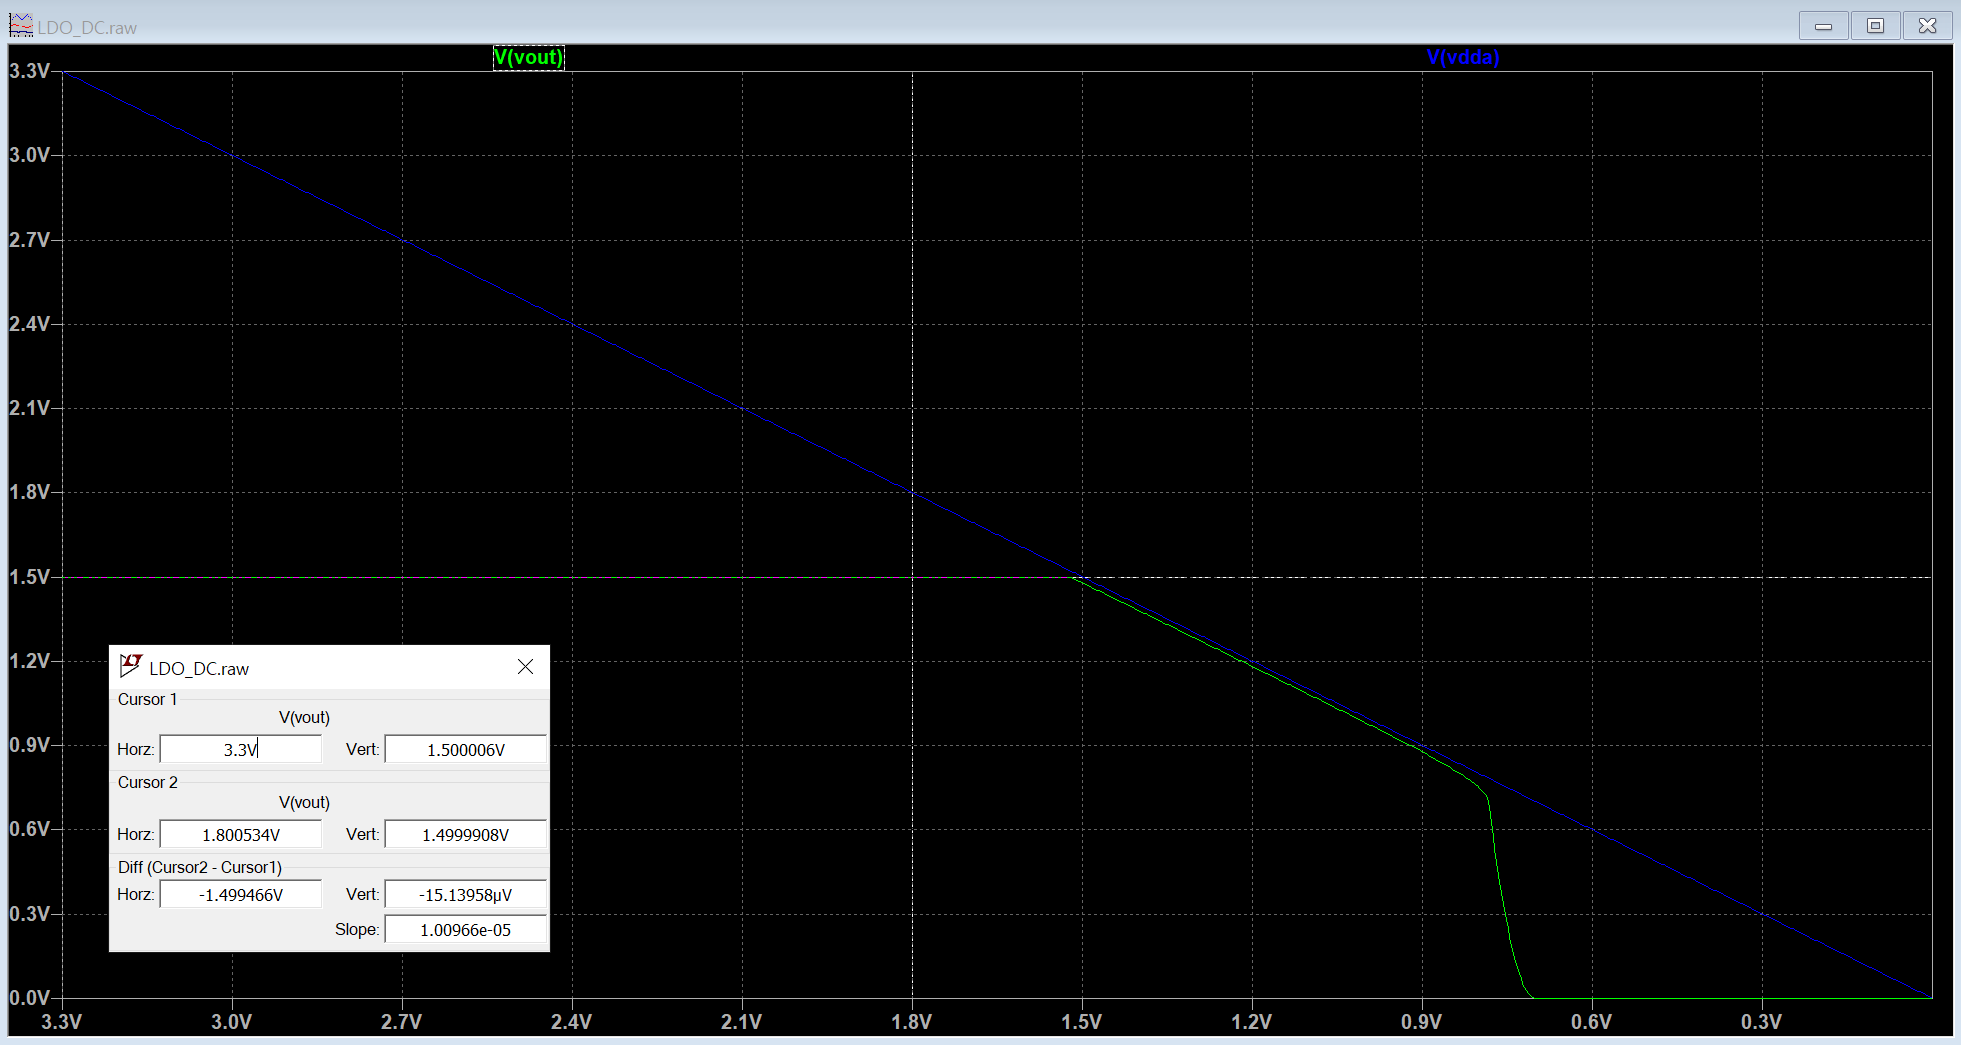 LDO_DC.raw
V(vout) V(vdda)
3.3V
3.0V
2.7V
2.4V
2.1V
1.8V
1.5V
1.2V
0.9V
0.6V
0.3V
0.0V
LDO_DC.raw
Cursor 1
V(vout)
Horz: 3.3V Vert: 1.500006V
Cursor 2
V(vout)
Horz: 1.800534V Vert: 1.4999908V
Diff (Cursor2 - Cursor1)
Horz: -1.499466V Vert: -15.13958µV
Slope: 1.00966e-05
3.3V 3.0V 2.7V 2.4V 2.1V 1.8V 1.5V 1.2V 0.9V 0.6V 0.3V